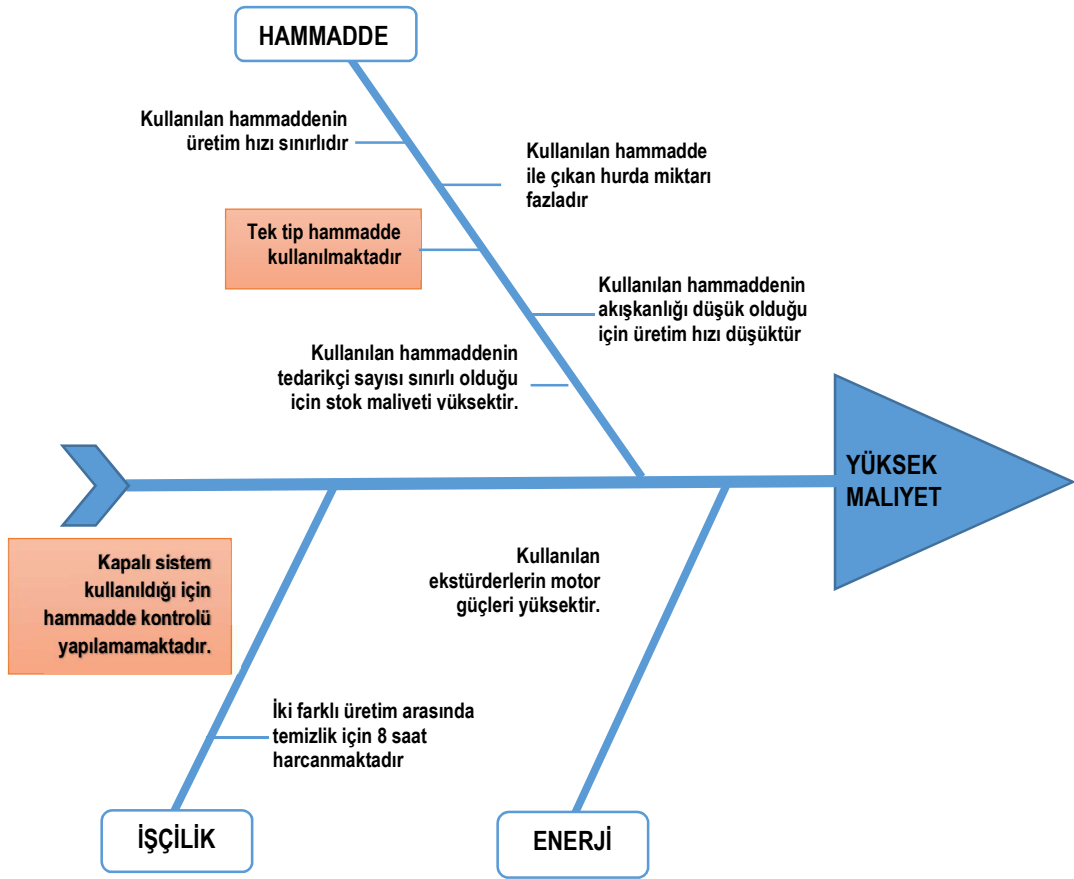 HAMMADDE
Kullanılan hammaddenin
üretim hızı sınırlıdır
Kullanılan hammadde
ile çıkan hurda miktarı
fazladır
Tek tip hammadde
kullanılmaktadır
Kullanılan hammaddenin
akışkanlığı düşük olduğu
için üretim hızı düşüktür
Kullanılan hammaddenin
tedarikçi sayısı sınırlı olduğu
için stok maliyeti yüksektir.
YÜKSEK
MALIYET
Kapalı sistem
kullanıldığı için
hammadde kontrolü
yapılamamaktadır.
Kullanılan
ekstürderlerin motor
güçleri yüksektir.
İki farklı üretim arasında
temizlik için 8 saat
harcanmaktadır
İŞÇİLİK
ENERJİ